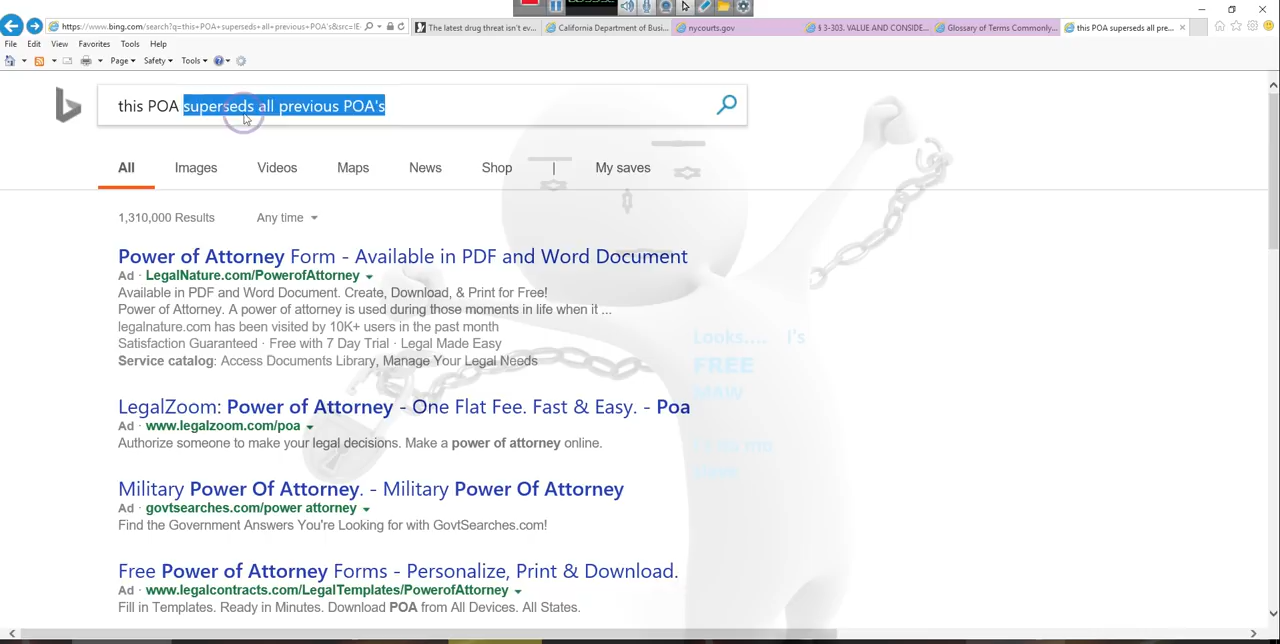 https://www.bing.com/search?q=this+POA+superseds+all+previous+POA's&src=IE-
The latest drug threat isn't ev...
California Department of Busi...
nycourts.gov
§ 3-303. VALUE AND CONSIDE...
Glossary of Terms Commonly...
this POA superseds all pre...
File Edit View Favorites Tools Help
Page Safety Tools
this POA superseds all previous POA's
All Images Videos Maps News Shop | My saves
1,310,000 Results Any time
Power of Attorney Form - Available in PDF and Word Document
Ad · LegalNature.com/PowerofAttorney
Available in PDF and Word Document. Create, Download, & Print for Free!
Power of Attorney. A power of attorney is used during those moments in life when it ...
legalnature.com has been visited by 10K+ users in the past month
Satisfaction Guaranteed · Free with 7 Day Trial · Legal Made Easy
Service catalog: Access Documents Library, Manage Your Legal Needs
Looks.... I's
FREE
LegalZoom: Power of Attorney - One Flat Fee. Fast & Easy. - Poa
Ad · www.legalzoom.com/poa
Authorize someone to make your legal decisions. Make a power of attorney online.
Military Power Of Attorney. - Military Power Of Attorney
Ad · govtsearches.com/power attorney
Find the Government Answers You're Looking for with GovtSearches.com!
Free Power of Attorney Forms - Personalize, Print & Download.
Ad · www.legalcontracts.com/LegalTemplates/PowerofAttorney
Fill in Templates. Ready in Minutes. Download POA from All Devices. All States.